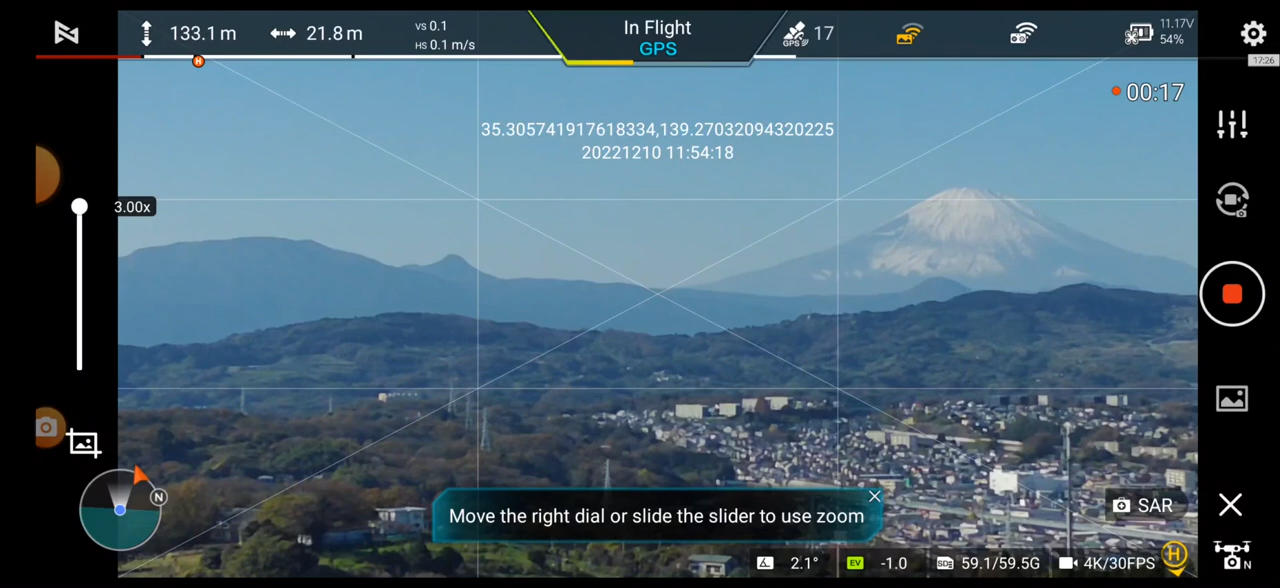 133.1 m
21.8 m
VS 0.1
HS 0.1 m/s
In Flight
GPS
GPS
17
11.17V
54%
17:26
H
00:17
35.305741917618334,139.27032094320225
20221210 11:54:18
3.00x
N
Move the right dial or slide the slider to use zoom
SAR
2.1°
EV
-1.0
SD
59.1/59.5G
4K/30FPS
H
N